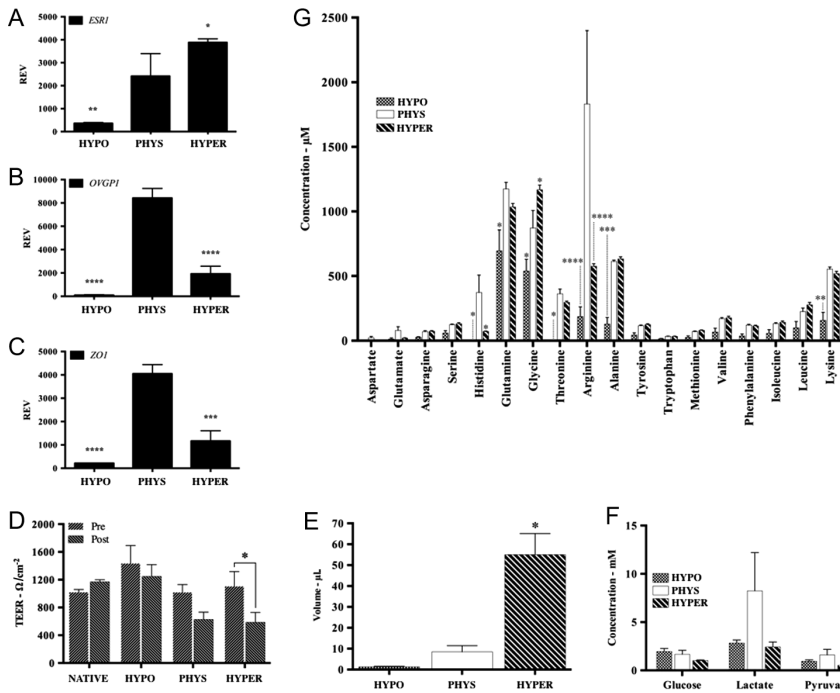 A
ESR1
5000
4000
3000
2000
1000
0
REV
**
*
HYPO PHYS HYPER
B
OVGP1
10000
8000
6000
4000
2000
0
REV
****
****
HYPO PHYS HYPER
C
ZO1
5000
4000
3000
2000
1000
0
REV
****
***
HYPO PHYS HYPER
D
Pre
Post
2000
1600
1200
800
400
0
TEER - Ω /cm-2
*
NATIVE HYPO PHYS HYPER
E
70
60
50
40
30
20
10
0
Volume - µL
*
HYPO PHYS HYPER
F
15
10
5
0
Concentration - mM
HYPO
PHYS
HYPER
Glucose Lactate Pyruva
G
2500
2000
1500
1000
500
0
Concentration - µM
HYPO
PHYS
HYPER
*
*
*
*
*
*
****
****
***
**
Aspartate
Glutamate
Asparagine
Serine
Histidine
Glutamine
Glycine
Threonine
Arginine
Alanine
Tyrosine
Tryptophan
Methionine
Valine
Phenylalanine
Isoleucine
Leucine
Lysine